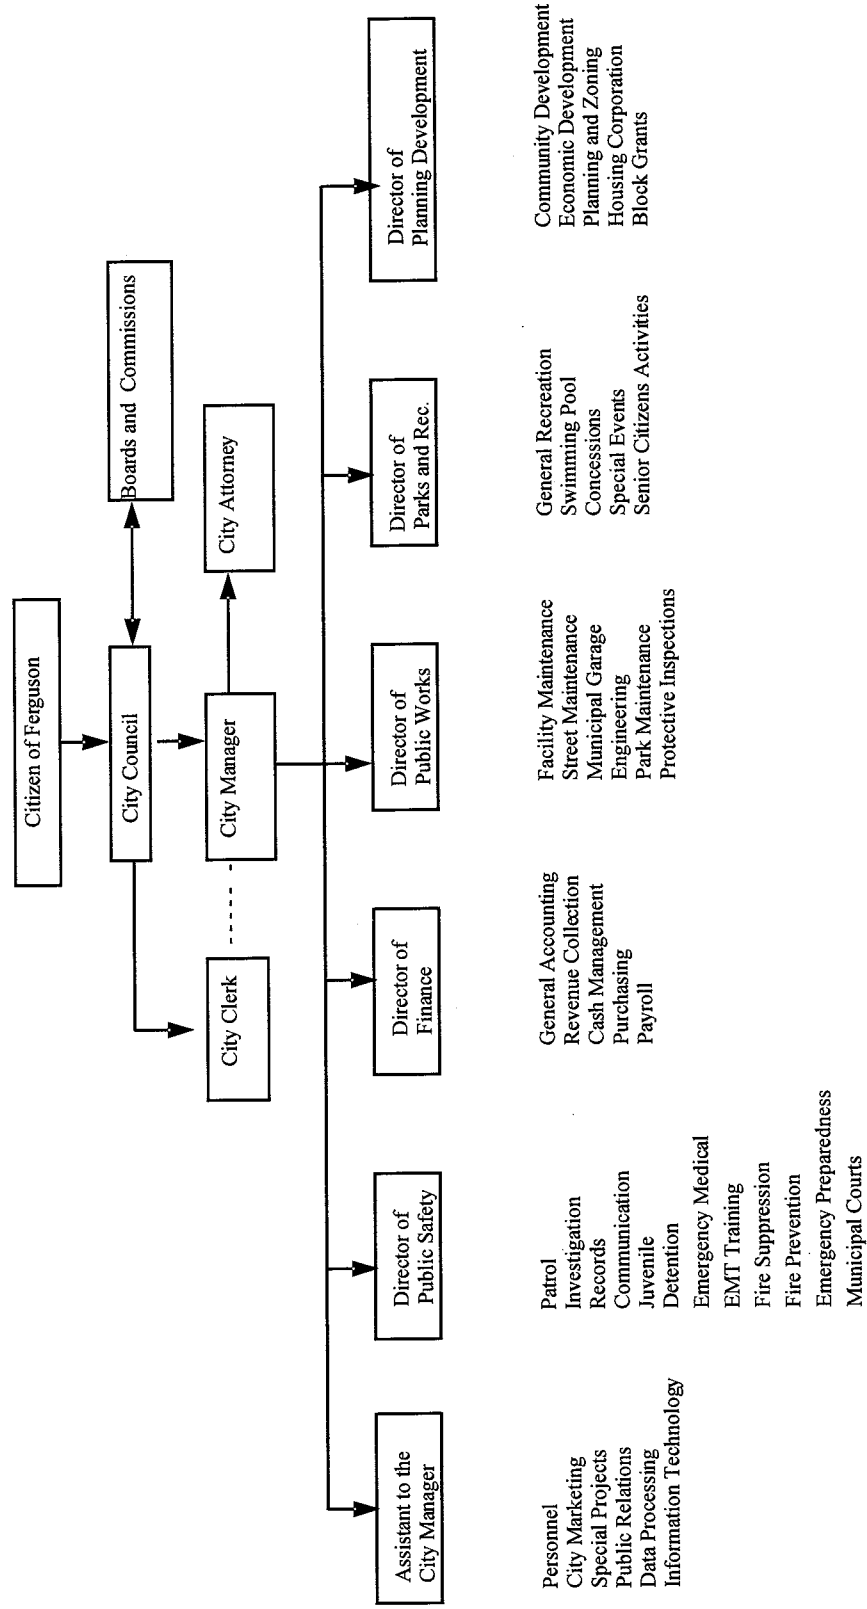 Citizen of Ferguson
City Council
Boards and Commissions
City Clerk
City Manager
City Attorney
Assistant to the
City Manager
Director of
Public Safety
Director of
Finance
Director of
Public Works
Director of
Parks and Rec.
Director of
Planning Development
Personnel
City Marketing
Special Projects
Public Relations
Data Processing
Information Technology
Patrol
Investigation
Records
Communication
Juvenile
Detention
Emergency Medical
EMT Training
Fire Suppression
Fire Prevention
Emergency Preparedness
Municipal Courts
General Accounting
Revenue Collection
Cash Management
Purchasing
Payroll
Facility Maintenance
Street Maintenance
Municipal Garage
Engineering
Park Maintenance
Protective Inspections
General Recreation
Swimming Pool
Concessions
Special Events
Senior Citizens Activities
Community Development
Economic Development
Planning and Zoning
Housing Corporation
Block Grants